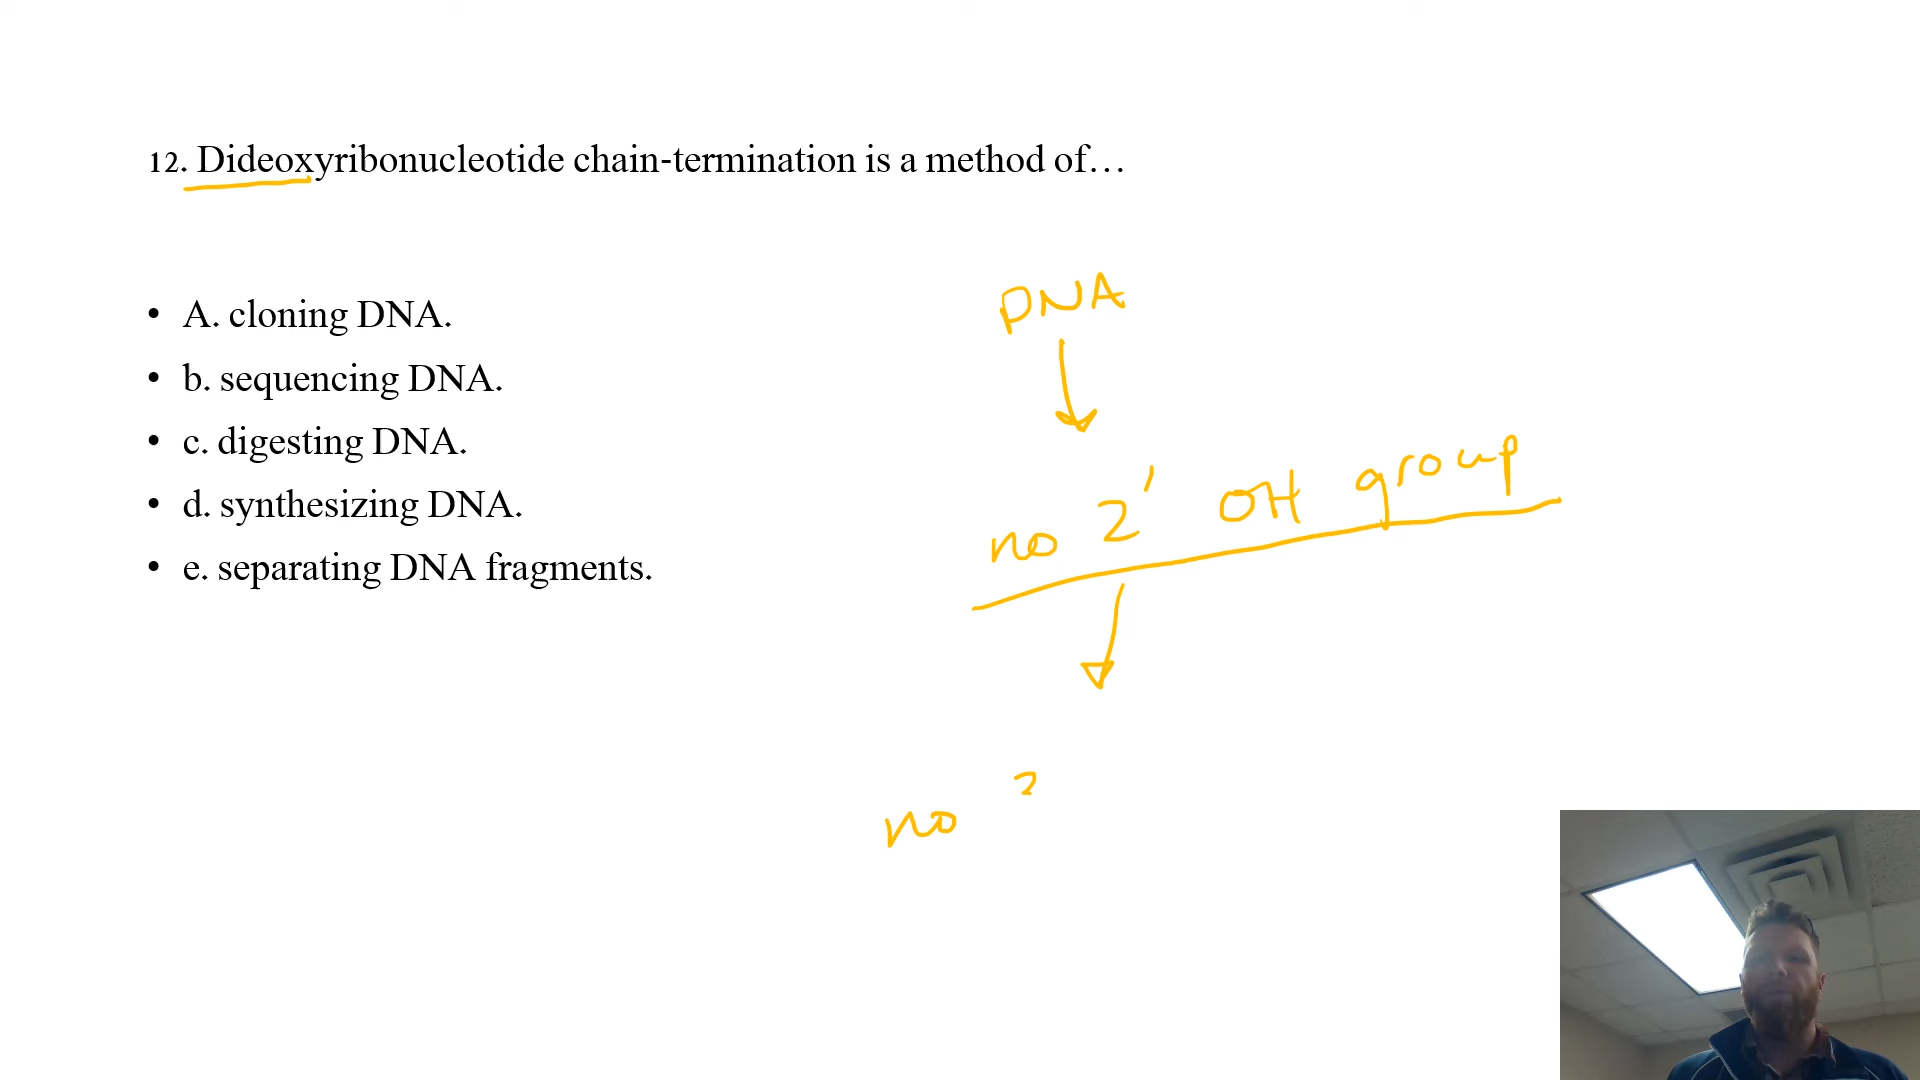 12. Dideoxyribonucleotide chain-termination is a method of…
• A. cloning DNA.
• b. sequencing DNA.
• c. digesting DNA.
• d. synthesizing DNA.
• e. separating DNA fragments.
DNA
no 2' OH group
no